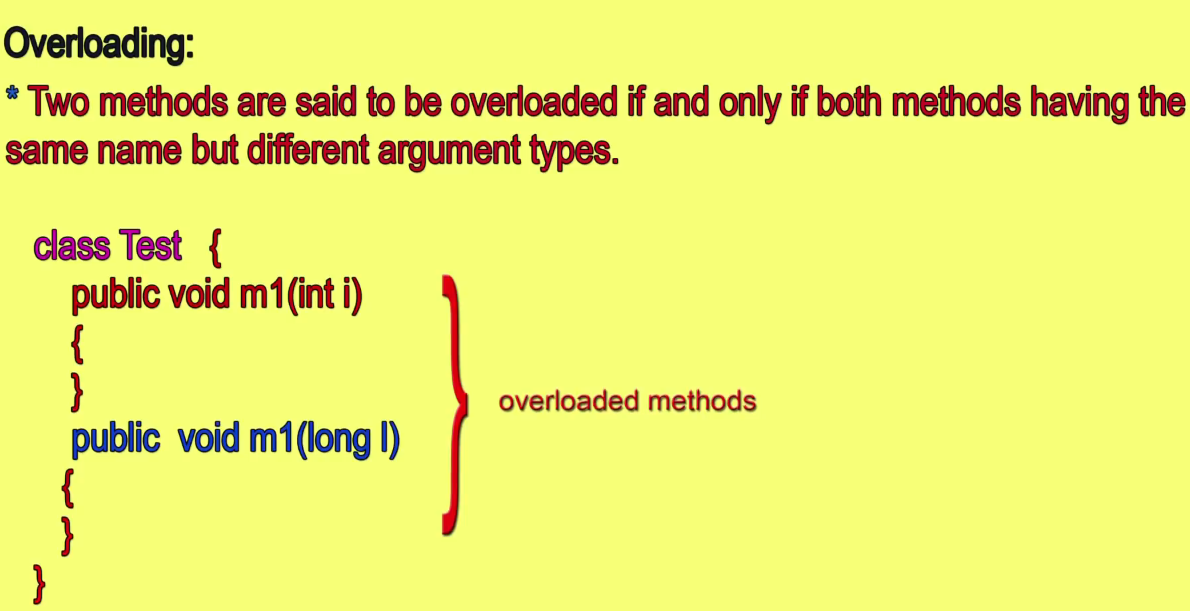 Overloading:
* Two methods are said to be overloaded if and only if both methods having the
same name but different argument types.
class Test {
public void m1(int i)
{
}
overloaded methods
public void m1(long l)
{
}
}